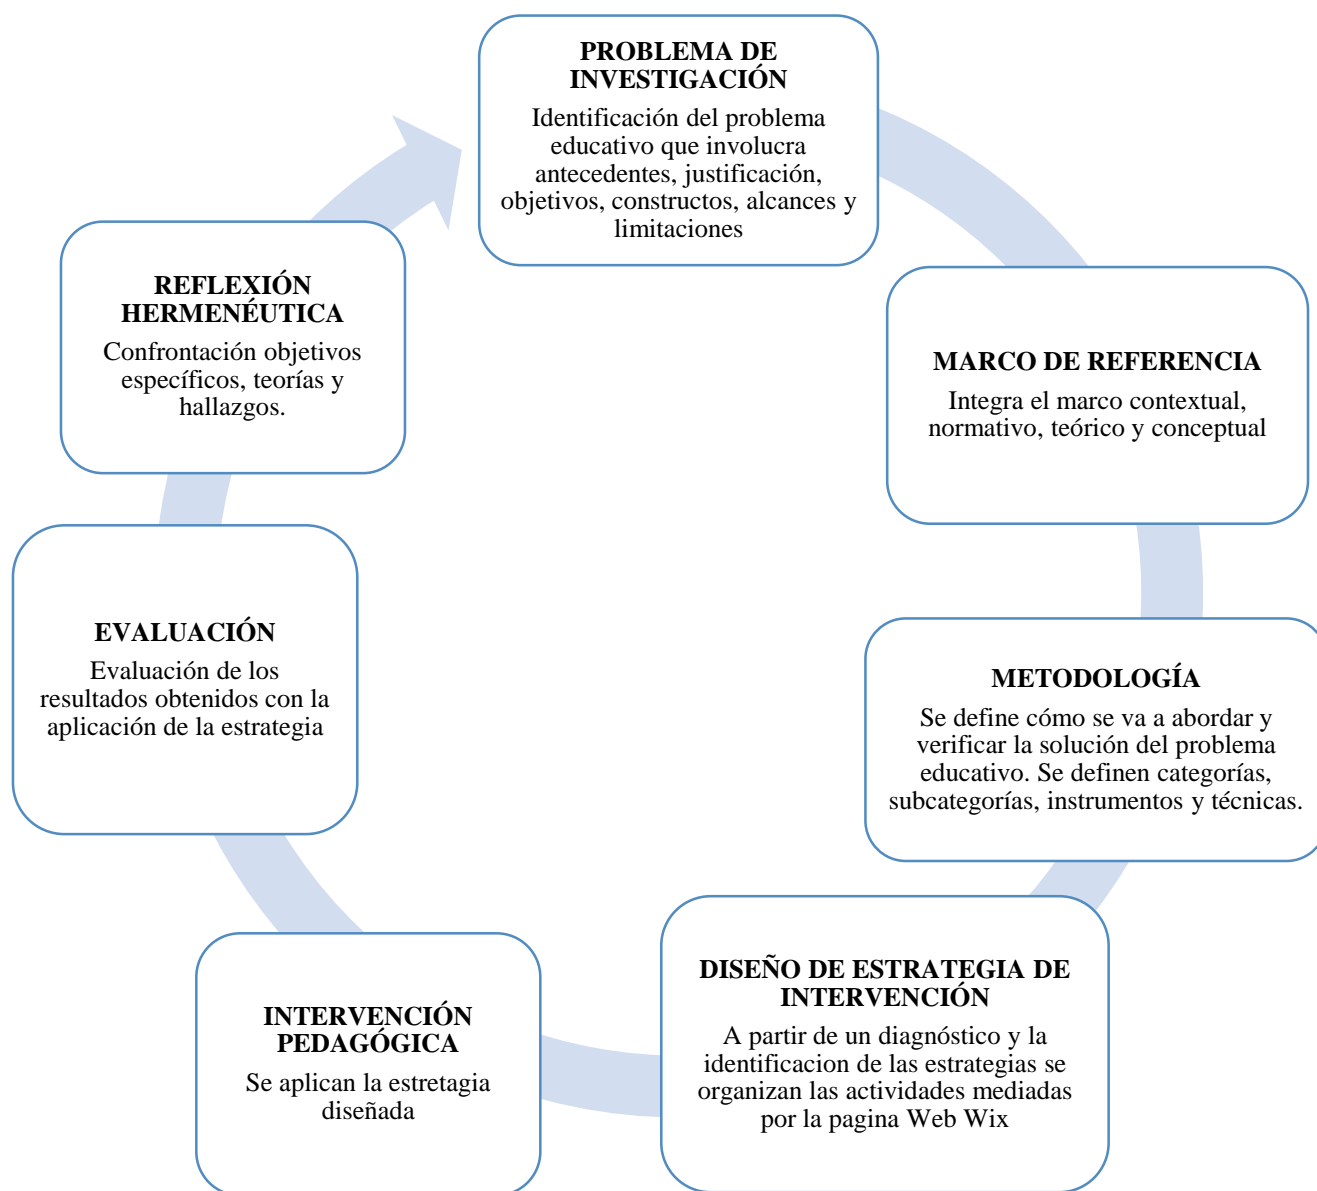 PROBLEMA DE
INVESTIGACIÓN
Identificación del problema
educativo que involucra
antecedentes, justificación,
objetivos, constructos, alcances y
limitaciones
MARCO DE REFERENCIA
Integra el marco contextual,
normativo, teórico y conceptual
METODOLOGÍA
Se define cómo se va a abordar y
verificar la solución del problema
educativo. Se definen categorías,
subcategorías, instrumentos y técnicas.
DISEÑO DE ESTRATEGIA DE
INTERVENCIÓN
A partir de un diagnóstico y la
identificacion de las estrategias se
organizan las actividades mediadas
por la pagina Web Wix
INTERVENCIÓN
PEDAGÓGICA
Se aplican la estretagia
diseñada
EVALUACIÓN
Evaluación de los
resultados obtenidos con la
aplicación de la estrategia
REFLEXIÓN
HERMENÉUTICA
Confrontación objetivos
específicos, teorías y
hallazgos.